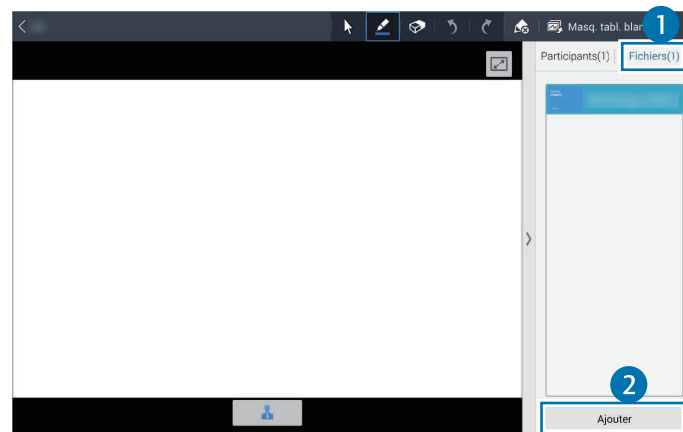 Masq. tabl. blan
1
Participants(1)
Fichiers(1)
2
Ajouter